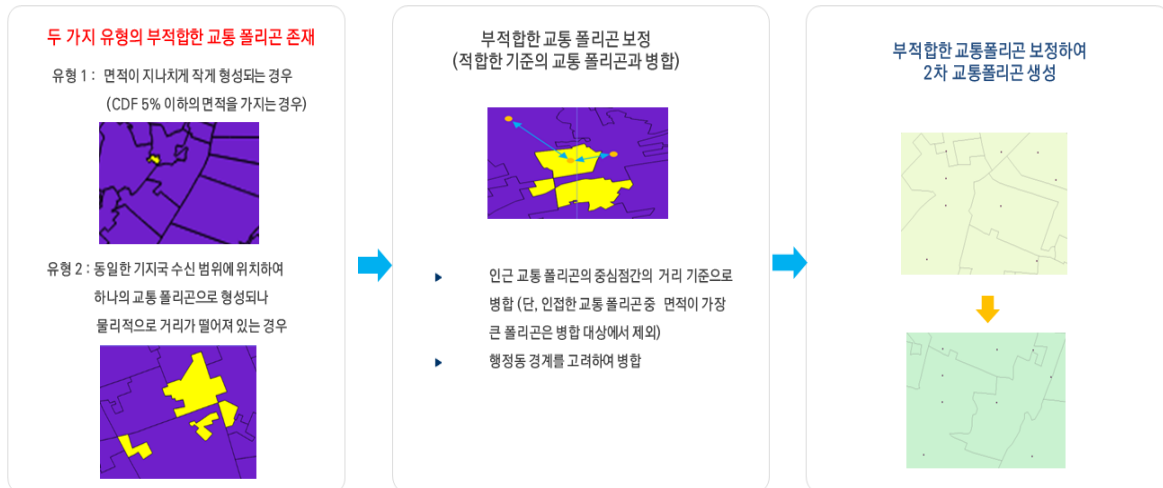 두 가지 유형의 부적합한 교통 폴리곤 존재
유형 1 : 면적이 지나치게 작게 형성되는 경우
(CDF 5% 이하의 면적을 가지는 경우)
유형 2 : 동일한 기지국 수신 범위에 위치하여
하나의 교통 폴리곤으로 형성되나
물리적으로 거리가 떨어져 있는 경우
부적합한 교통 폴리곤 보정
(적합한 기준의 교통 폴리곤과 병합)
▶ 인근 교통 폴리곤의 중심점간의 거리 기준으로
병합 (단, 인접한 교통 폴리곤 중 면적이 가장
큰 폴리곤은 병합 대상에서 제외)
▶ 행정동 경계를 고려하여 병합
부적합한 교통폴리곤 보정하여
2차 교통폴리곤 생성